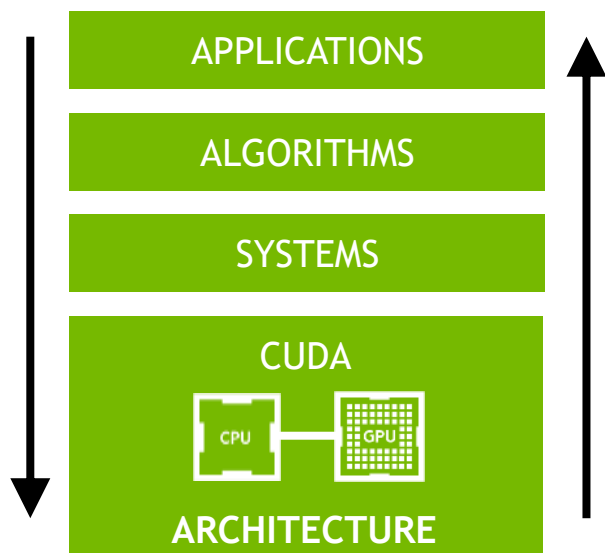 APPLICATIONS
ALGORITHMS
SYSTEMS
CUDA
CPU GPU
ARCHITECTURE